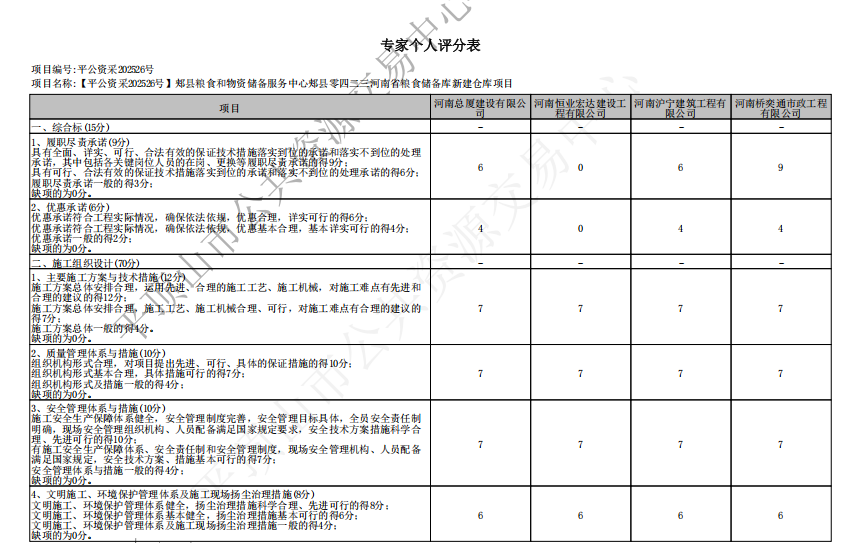 专家个人评分表
项目编号:平公资采202526号
项目名称:【平公资采202526号】郏县粮食和物资储备服务中心郏县零四二三河南省粮食储备库新建仓库项目
项目 河南总厦建设有限公司 河南恒业宏达建设工程有限公司 河南沪宁建筑工程有限公司 河南桥奕通市政工程有限公司
一、综合标(15分) - - - -
1、履职尽责承诺(9分)
具有全面、详实、可行、合法有效的保证技术措施落实到位的承诺和落实不到位的处理
承诺，其中包括各关键岗位人员的在岗、更换等履职尽责承诺的得9分;
具有可行、合法有效的保证技术措施落实到位的承诺和落实不到位的处理承诺的得6分;
履职尽责承诺一般的得3分;
缺项的为0分。
6 0 6 9
2、优惠承诺(6分)
优惠承诺符合工程实际情况，确保依法依规，优惠合理，详实可行的得6分;
优惠承诺符合工程实际情况，确保依法依规，优惠基本合理，基本详实可行的得4分;
优惠承诺一般的得2分;
缺项的为0分。
4 0 4 4
二、施工组织设计(70分) - - - -
1、主要施工方案与技术措施(12分)
施工方案总体安排合理，运用先进、合理的施工工艺、施工机械，对施工难点有先进和
合理的建议的得12分;
施工方案总体安排合理，施工工艺、施工机械合理、可行，对施工难点有合理的建议的
得7分;
施工方案总体一般的得4分。
缺项的为0分。
7 7 7 7
2、质量管理体系与措施(10分)
组织机构形式合理，对项目提出先进、可行、具体的保证措施的得10分;
组织机构形式基本合理，具体措施可行的得7分;
组织机构形式及措施一般的得4分;
缺项的为0分。
7 7 7 7
3、安全管理体系与措施(10分)
施工安全生产保障体系健全，安全管理制度完善，安全管理目标具体，全员安全责任制
明确，现场安全管理组织机构、人员配备满足国家规定要求，安全技术方案措施科学合
理、先进可行的得10分;
有施工安全生产保障体系、安全责任制和安全管理制度，现场安全管理机构、人员配备
满足国家规定，安全技术方案、措施基本可行的得7分;
安全管理体系与措施一般的得4分;
缺项的为0分。
7 7 7 7
4、文明施工、环境保护管理体系及施工现场扬尘治理措施(8分)
文明施工、环境保护管理体系健全，扬尘治理措施科学合理、先进可行的得8分;
文明施工、环境保护管理体系基本健全，扬尘治理措施基本可行的得6分;
文明施工、环境保护管理体系及施工现场扬尘治理措施一般的得4分;
缺项的为0分。
6 6 6 6
平顶山市公共资源交易中心
平顶山市公共资源交易中心